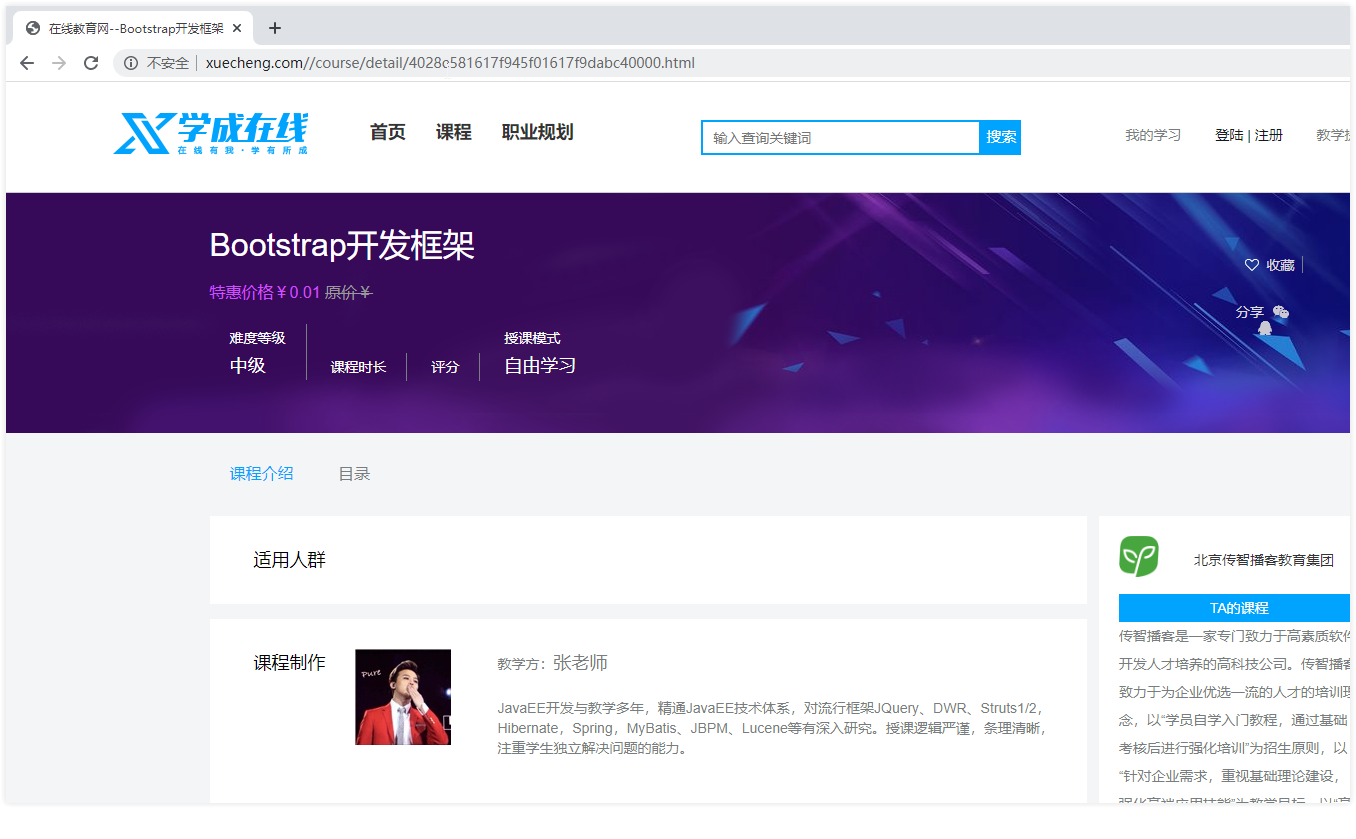 在线教育网--Bootstrap开发框架
不安全 | xuecheng.com//course/detail/4028c581617f945f01617f9dabc40000.html
学成在线
在线有我·学有所成
首页 课程 职业规划
输入查询关键词 搜索
我的学习 登陆 | 注册 教学
Bootstrap开发框架
收藏
特惠价格￥0.01 原价￥
分享
难度等级 授课模式
中级 课程时长 评分 自由学习
课程介绍 目录
适用人群
北京传智播客教育集团
TA的课程
传智播客是一家专门致力于高素质软件
开发人才培养的高科技公司。传智播客
致力于为企业优选一流的人才的培训理
念，以“学员自学入门教程，通过基础
考核后进行强化培训”为招生原则，以
“针对企业需求，重视基础理论建设，
强化高端应用技能”为教学目标，以“高
课程制作
Pure
教学方：张老师
JavaEE开发与教学多年，精通JavaEE技术体系，对流行框架JQuery、DWR、Struts1/2，
Hibernate，Spring，MyBatis、JBPM、Lucene等有深入研究。授课逻辑严谨，条理清晰，
注重学生独立解决问题的能力。